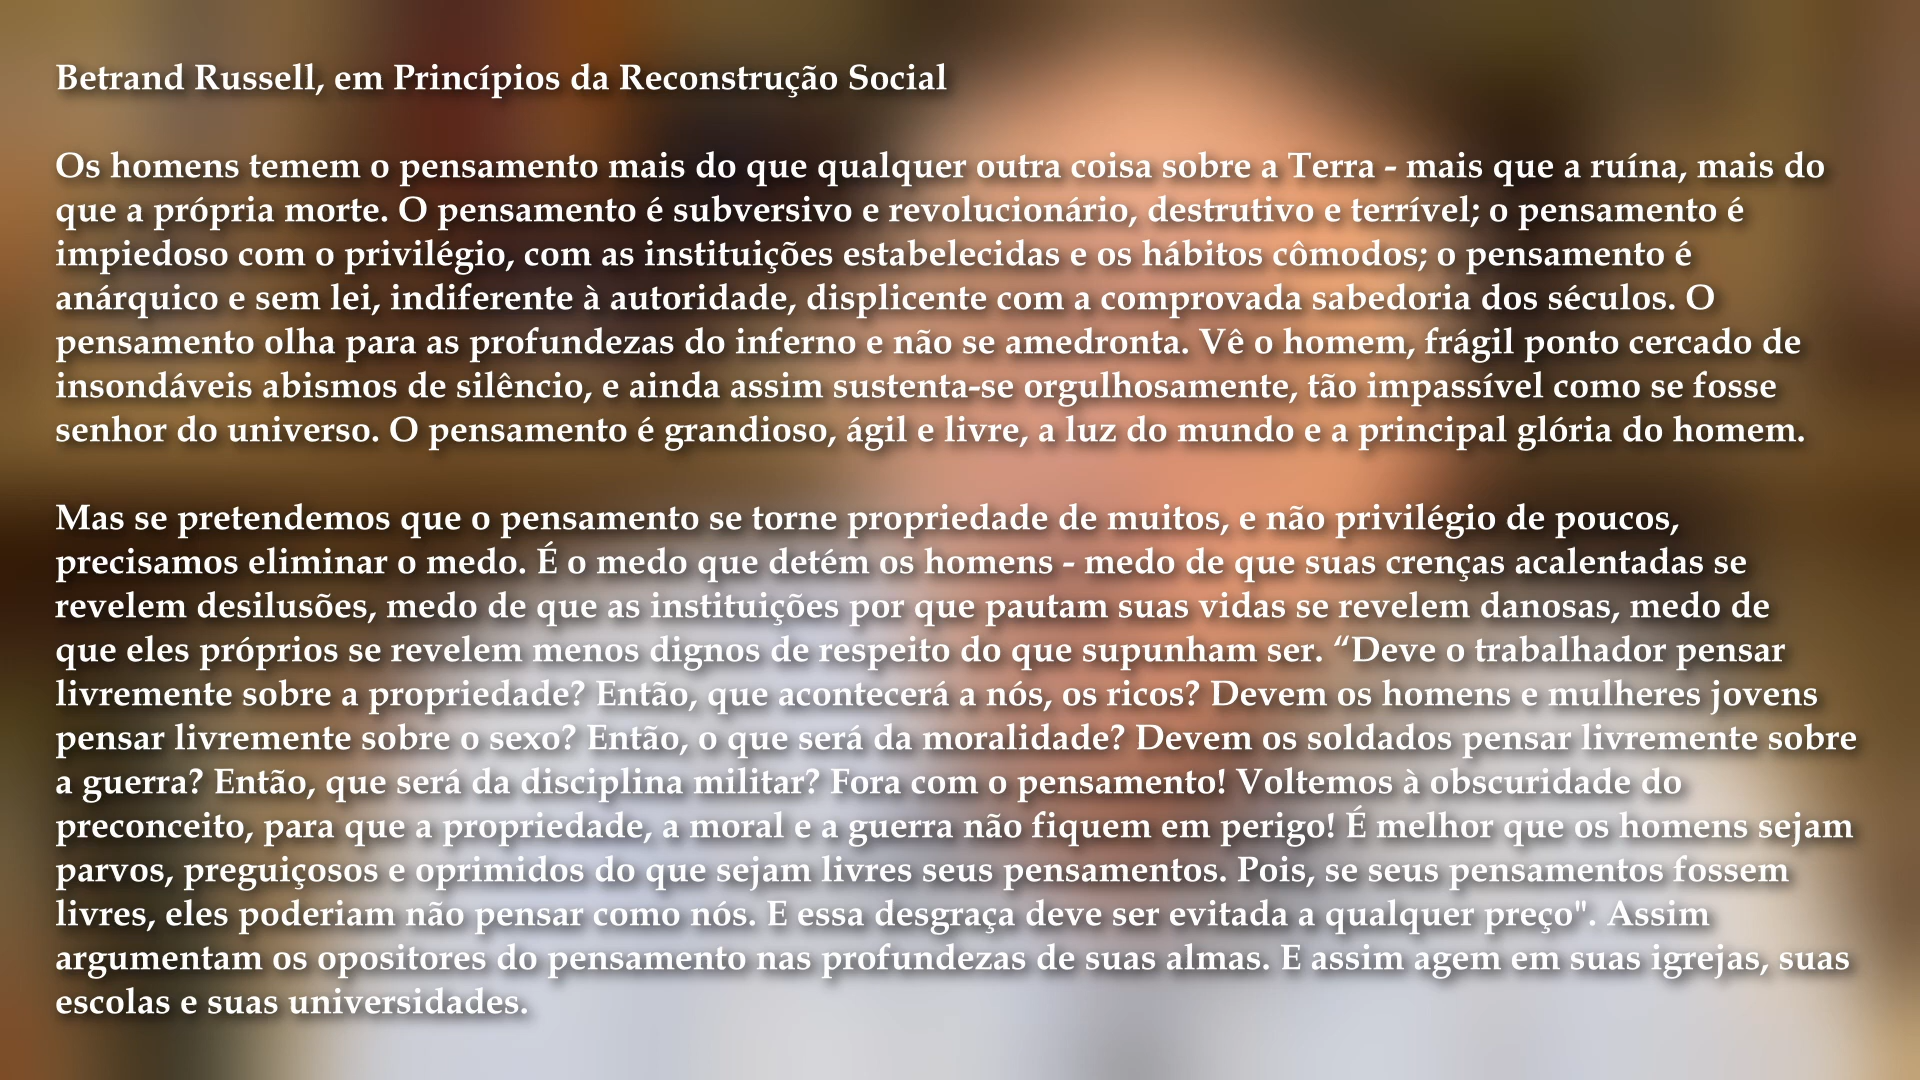 Betrand Russell, em Princípios da Reconstrução Social
Os homens temem o pensamento mais do que qualquer outra coisa sobre a Terra - mais que a ruína, mais do
que a própria morte. O pensamento é subversivo e revolucionário, destrutivo e terrível; o pensamento é
impiedoso com o privilégio, com as instituições estabelecidas e os hábitos cômodos; o pensamento é
anárquico e sem lei, indiferente à autoridade, displicente com a comprovada sabedoria dos séculos. O
pensamento olha para as profundezas do inferno e não se amedronta. Vê o homem, frágil ponto cercado de
insondáveis abismos de silêncio, e ainda assim sustenta-se orgulhosamente, tão impassível como se fosse
senhor do universo. O pensamento é grandioso, ágil e livre, a luz do mundo e a principal glória do homem.
Mas se pretendemos que o pensamento se torne propriedade de muitos, e não privilégio de poucos,
precisamos eliminar o medo. É o medo que detém os homens - medo de que suas crenças acalentadas se
revelem desilusões, medo de que as instituições por que pautam suas vidas se revelem danosas, medo de
que eles próprios se revelem menos dignos de respeito do que supunham ser. “Deve o trabalhador pensar
livremente sobre a propriedade? Então, que acontecerá a nós, os ricos? Devem os homens e mulheres jovens
pensar livremente sobre o sexo? Então, o que será da moralidade? Devem os soldados pensar livremente sobre
a guerra? Então, que será da disciplina militar? Fora com o pensamento! Voltemos à obscuridade do
preconceito, para que a propriedade, a moral e a guerra não fiquem em perigo! É melhor que os homens sejam
parvos, preguiçosos e oprimidos do que sejam livres seus pensamentos. Pois, se seus pensamentos fossem
livres, eles poderiam não pensar como nós. E essa desgraça deve ser evitada a qualquer preço". Assim
argumentam os opositores do pensamento nas profundezas de suas almas. E assim agem em suas igrejas, suas
escolas e suas universidades.